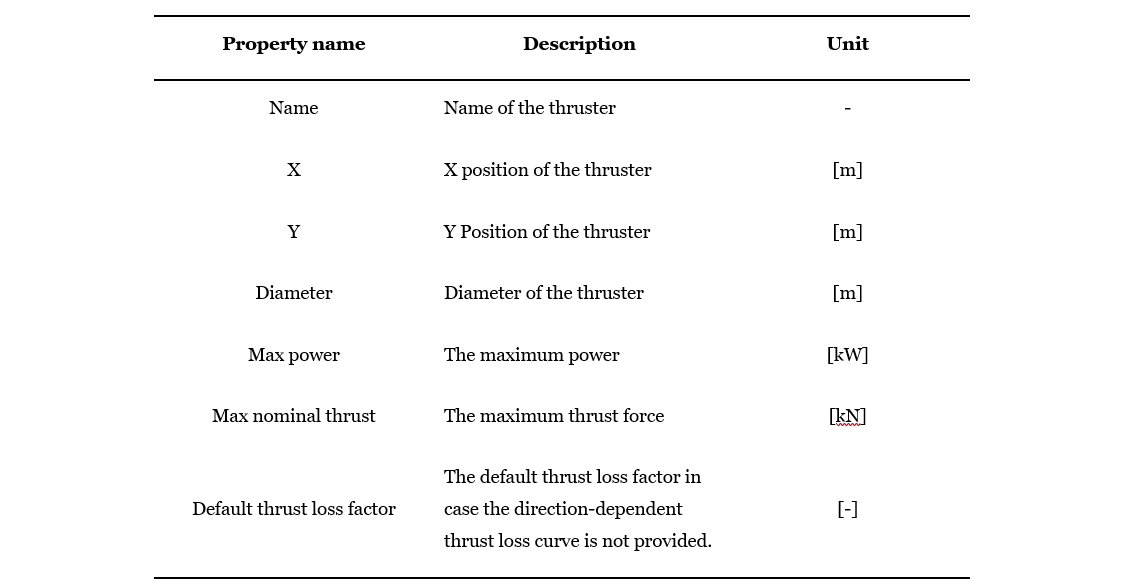 Property name Description Unit
Name Name of the thruster -
X X position of the thruster [m]
Y Y Position of the thruster [m]
Diameter Diameter of the thruster [m]
Max power The maximum power [kW]
Max nominal thrust The maximum thrust force [kN]
The default thrust loss factor in
Default thrust loss factor case the direction-dependent [-]
thrust loss curve is not provided.